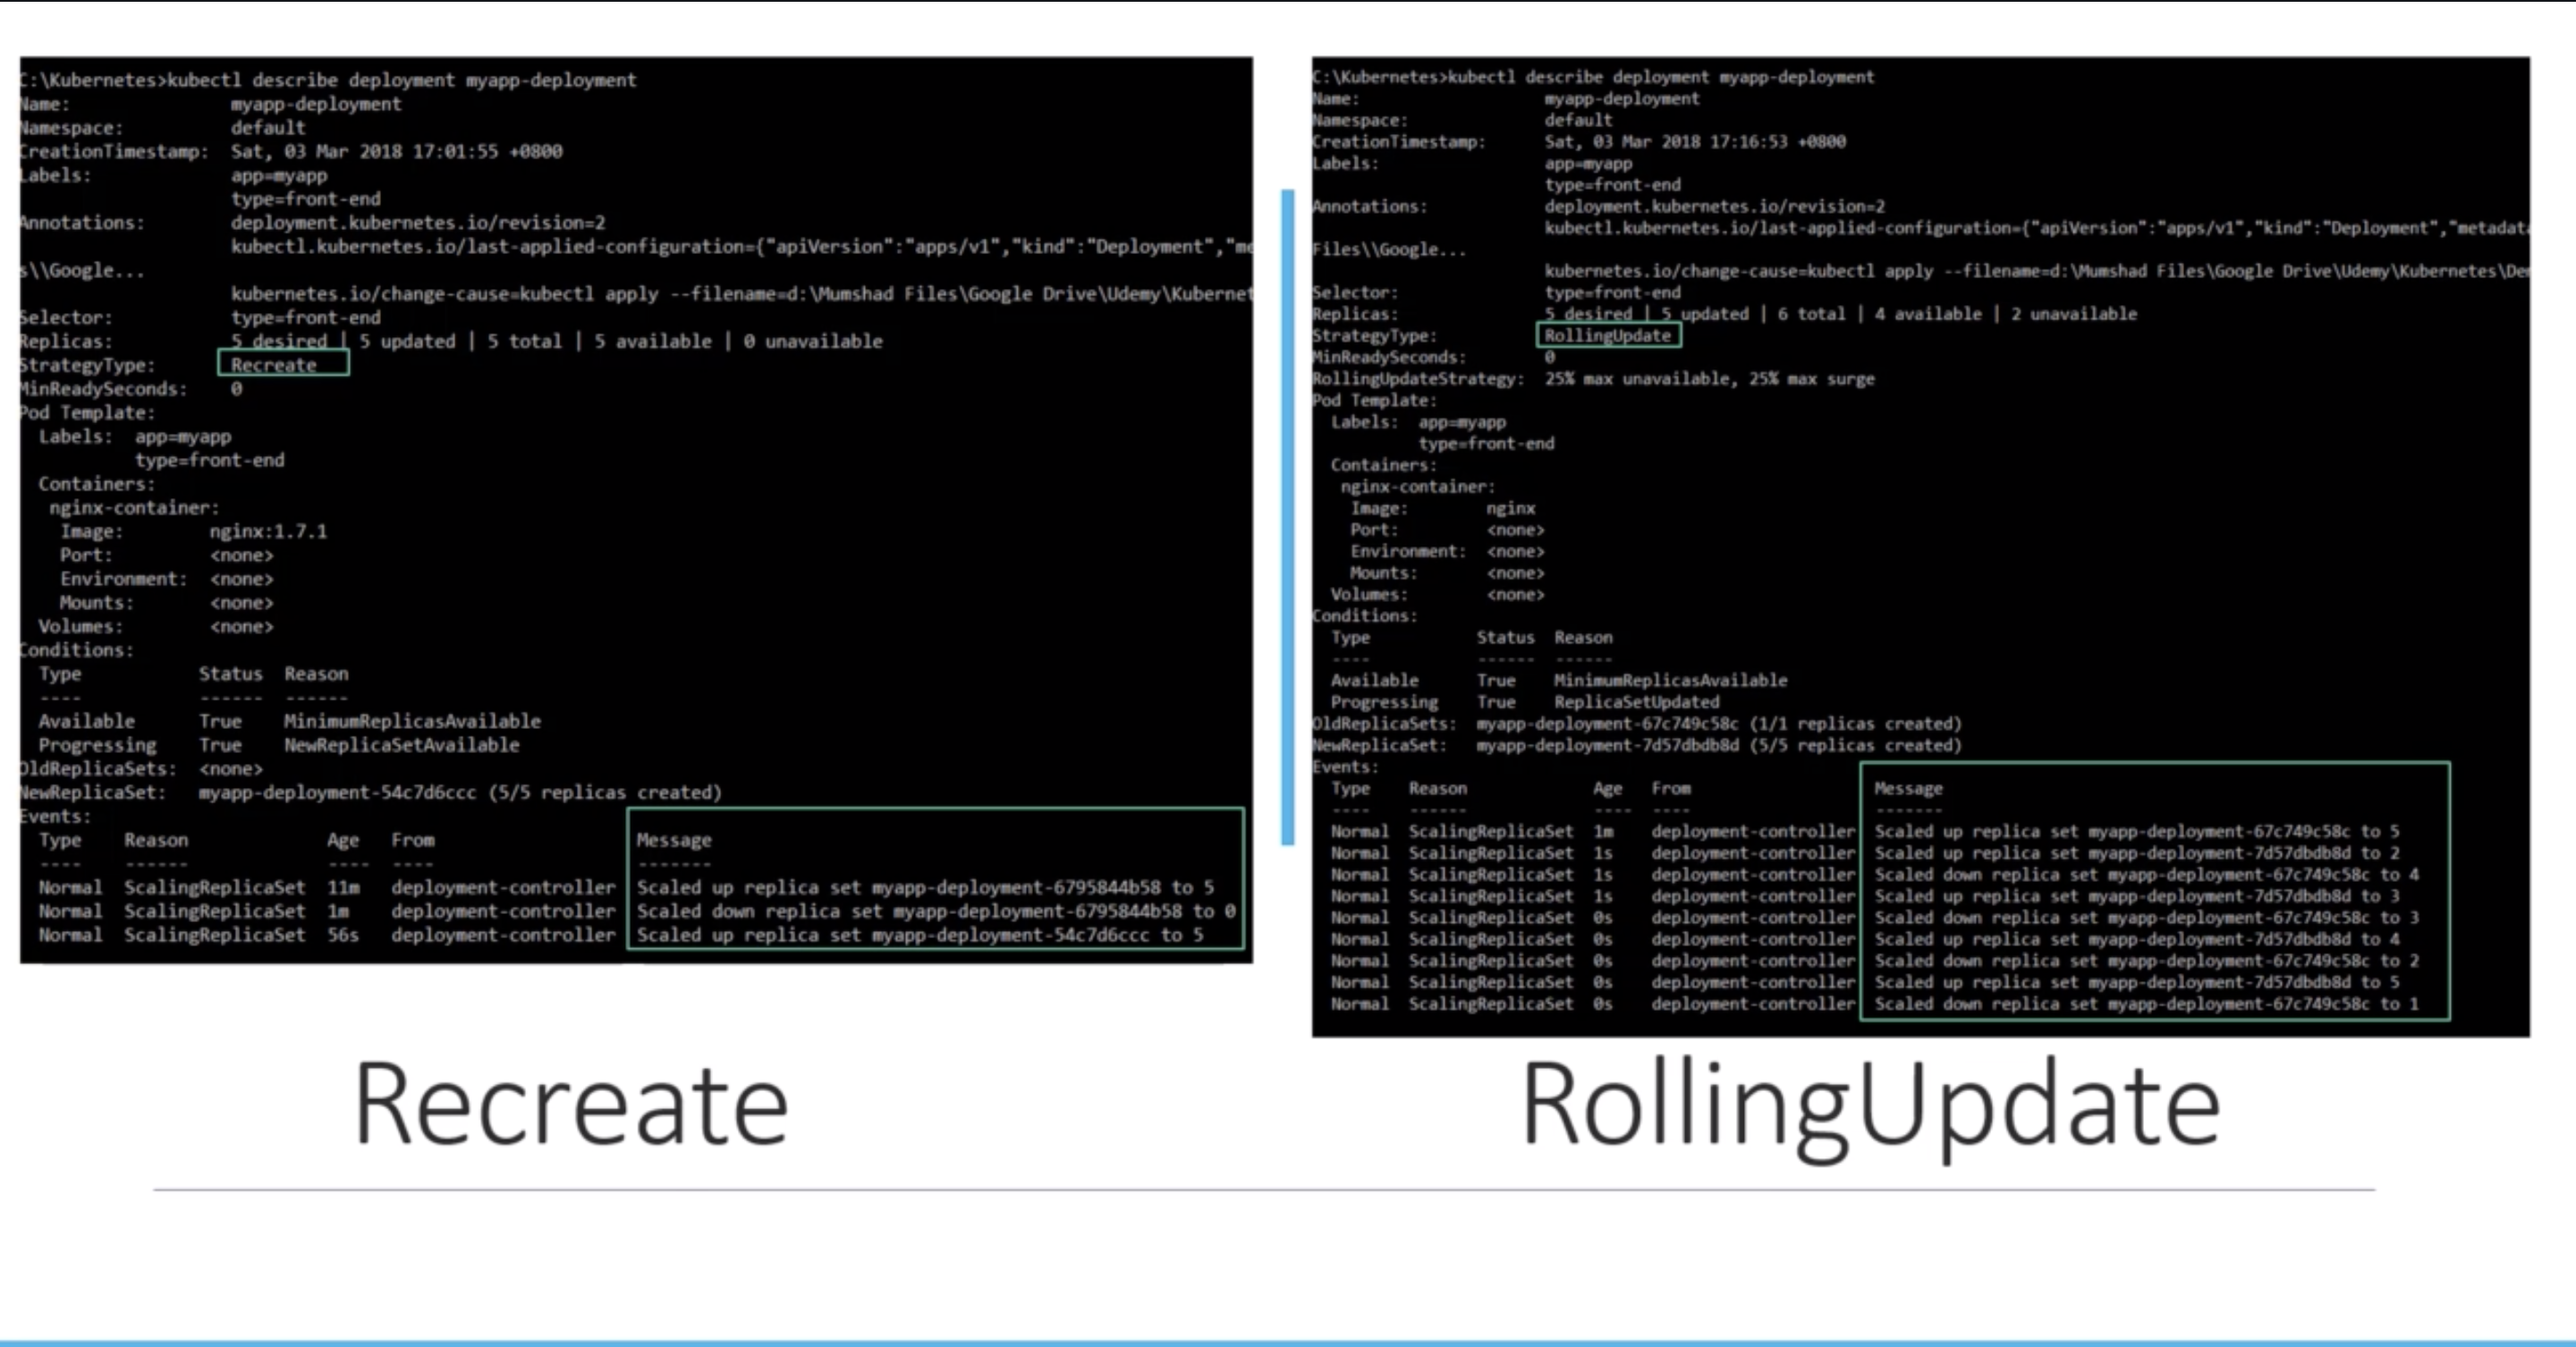 C:\Kubernetes>kubectl describe deployment myapp-deployment
Name: myapp-deployment
Namespace: default
CreationTimestamp: Sat, 03 Mar 2018 17:01:55 +0800
Labels: app=myapp
type=front-end
Annotations: deployment.kubernetes.io/revision=2
kubectl.kubernetes.io/last-applied-configuration={"apiVersion":"apps/v1","kind":"Deployment","me
s\\Google...
kubernetes.io/change-cause=kubectl apply --filename=d:\Mumshad Files\Google Drive\Udemy\Kubernet
Selector: type=front-end
Replicas: 5 desired | 5 updated | 5 total | 5 available | 0 unavailable
StrategyType: Recreate
MinReadySeconds: 0
Pod Template:
Labels: app=myapp
type=front-end
Containers:
nginx-container:
Image: nginx:1.7.1
Port: <none>
Environment: <none>
Mounts: <none>
Volumes: <none>
Conditions:
Type Status Reason
---- ------ ------
Available True MinimumReplicasAvailable
Progressing True NewReplicaSetAvailable
OldReplicaSets: <none>
NewReplicaSet: myapp-deployment-54c7d6ccc (5/5 replicas created)
Events:
Type Reason Age From Message
---- ------ ---- ---- -------
Normal ScalingReplicaSet 11m deployment-controller Scaled up replica set myapp-deployment-6795844b58 to 5
Normal ScalingReplicaSet 1m deployment-controller Scaled down replica set myapp-deployment-6795844b58 to 0
Normal ScalingReplicaSet 56s deployment-controller Scaled up replica set myapp-deployment-54c7d6ccc to 5
Recreate
C:\Kubernetes>kubectl describe deployment myapp-deployment
Name: myapp-deployment
Namespace: default
CreationTimestamp: Sat, 03 Mar 2018 17:16:53 +0800
Labels: app=myapp
type=front-end
Annotations: deployment.kubernetes.io/revision=2
kubectl.kubernetes.io/last-applied-configuration={"apiVersion":"apps/v1","kind":"Deployment","metadat
Files\\Google...
kubernetes.io/change-cause=kubectl apply --filename=d:\Mumshad Files\Google Drive\Udemy\Kubernetes\De
Selector: type=front-end
Replicas: 5 desired | 5 updated | 6 total | 4 available | 2 unavailable
StrategyType: RollingUpdate
MinReadySeconds: 0
RollingUpdateStrategy: 25% max unavailable, 25% max surge
Pod Template:
Labels: app=myapp
type=front-end
Containers:
nginx-container:
Image: nginx
Port: <none>
Environment: <none>
Mounts: <none>
Volumes: <none>
Conditions:
Type Status Reason
---- ------ ------
Available True MinimumReplicasAvailable
Progressing True ReplicaSetUpdated
OldReplicaSets: myapp-deployment-67c749c58c (1/1 replicas created)
NewReplicaSet: myapp-deployment-7d57dbdb8d (5/5 replicas created)
Events:
Type Reason Age From Message
---- ------ ---- ---- -------
Normal ScalingReplicaSet 1m deployment-controller Scaled up replica set myapp-deployment-67c749c58c to 5
Normal ScalingReplicaSet 1s deployment-controller Scaled up replica set myapp-deployment-7d57dbdb8d to 2
Normal ScalingReplicaSet 1s deployment-controller Scaled down replica set myapp-deployment-67c749c58c to 4
Normal ScalingReplicaSet 1s deployment-controller Scaled up replica set myapp-deployment-7d57dbdb8d to 3
Normal ScalingReplicaSet 0s deployment-controller Scaled down replica set myapp-deployment-67c749c58c to 3
Normal ScalingReplicaSet 0s deployment-controller Scaled up replica set myapp-deployment-7d57dbdb8d to 4
Normal ScalingReplicaSet 0s deployment-controller Scaled down replica set myapp-deployment-67c749c58c to 2
Normal ScalingReplicaSet 0s deployment-controller Scaled up replica set myapp-deployment-7d57dbdb8d to 5
Normal ScalingReplicaSet 0s deployment-controller Scaled down replica set myapp-deployment-67c749c58c to 1
RollingUpdate